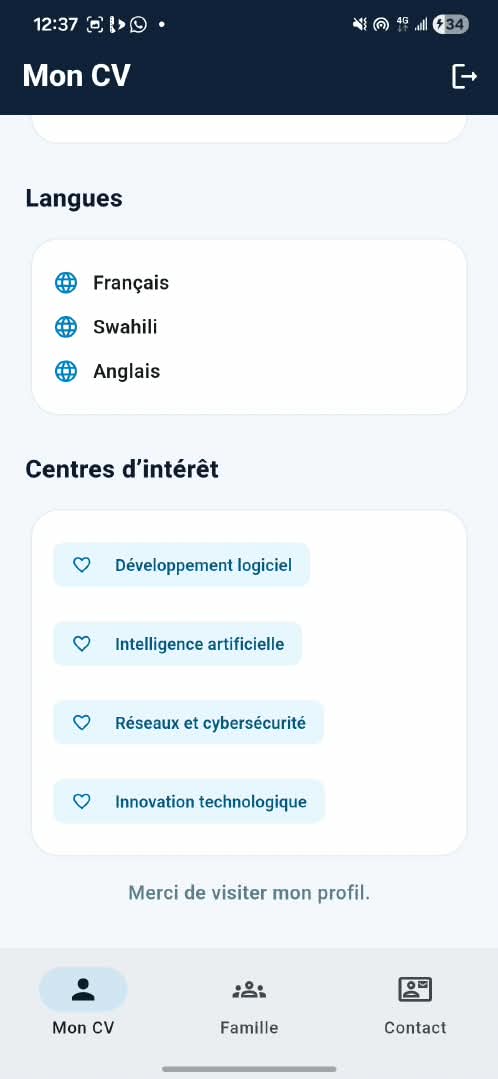 12:37 4G 34
Mon CV
Langues
Français
Swahili
Anglais
Centres d’intérêt
Développement logiciel
Intelligence artificielle
Réseaux et cybersécurité
Innovation technologique
Merci de visiter mon profil.
Mon CV Famille Contact